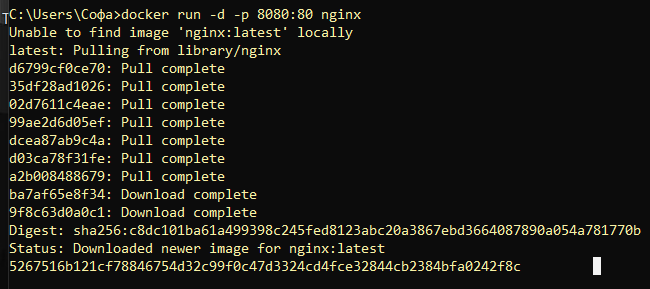 C:\Users\Софа>docker run -d -p 8080:80 nginx
Unable to find image 'nginx:latest' locally
latest: Pulling from library/nginx
d6799cf0ce70: Pull complete
35df28ad1026: Pull complete
02d7611c4eae: Pull complete
99ae2d6d05ef: Pull complete
dcea87ab9c4a: Pull complete
d03ca78f31fe: Pull complete
a2b008488679: Pull complete
ba7af65e8f34: Download complete
9f8c63d0a0c1: Download complete
Digest: sha256:c8dc101ba61a499398c245fed8123abc20a3867ebd3664087890a054a781770b
Status: Downloaded newer image for nginx:latest
5267516b121cf78846754d32c99f0c47d3324cd4fce32844cb2384bfa0242f8c